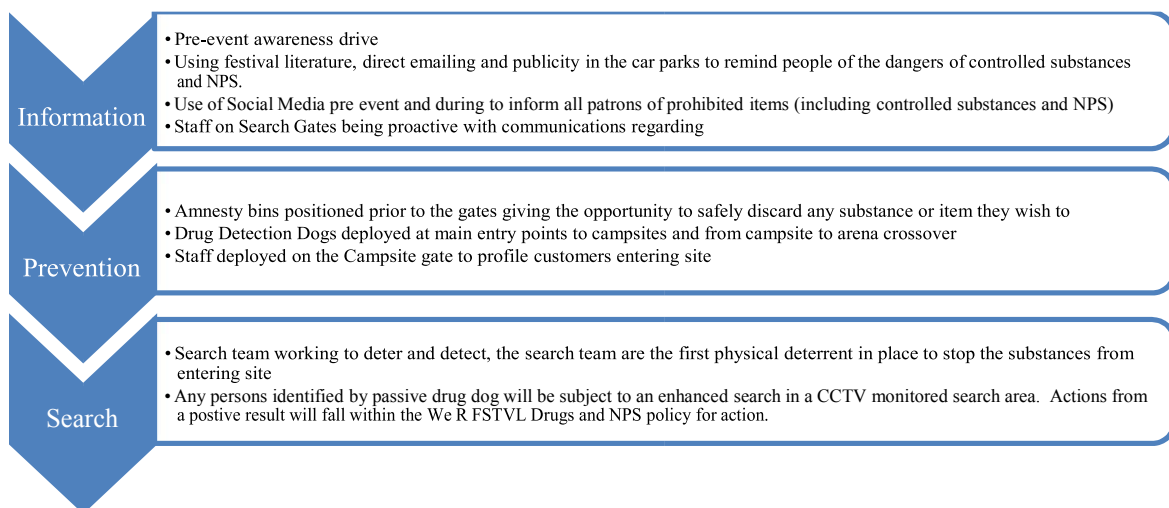 Information
• Pre-event awareness drive
• Using festival literature, direct emailing and publicity in the car parks to remind people of the dangers of controlled substances
and NPS.
• Use of Social Media pre event and during to inform all patrons of prohibited items (including controlled substances and NPS)
• Staff on Search Gates being proactive with communications regarding
Prevention
• Amnesty bins positioned prior to the gates giving the opportunity to safely discard any substance or item they wish to
• Drug Detection Dogs deployed at main entry points to campsites and from campsite to arena crossover
• Staff deployed on the Campsite gate to profile customers entering site
Search
• Search team working to deter and detect, the search team are the first physical deterrent in place to stop the substances from
entering site
• Any persons identified by passive drug dog will be subject to an enhanced search in a CCTV monitored search area.  Actions from
a postive result will fall within the We R FSTVL Drugs and NPS policy for action.